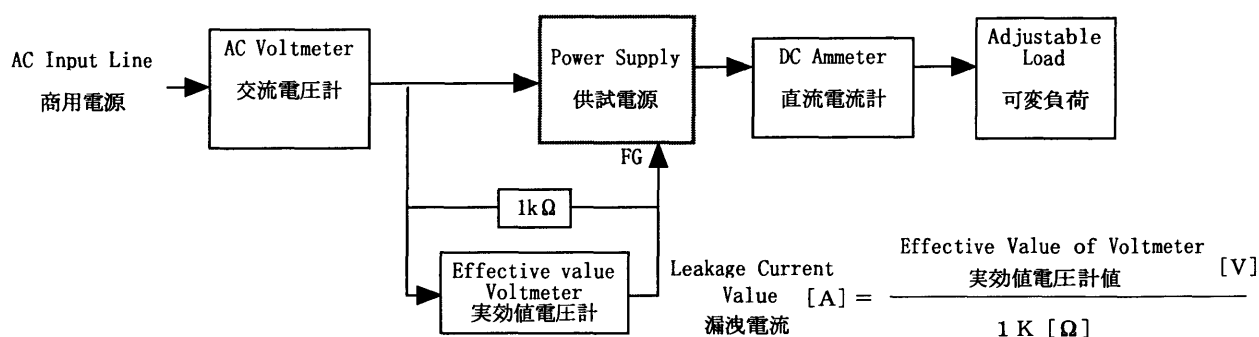 AC Input Line
商用電源
AC Voltmeter
交流電圧計
Power Supply
供試電源
DC Ammeter
直流電流計
Adjustable
Load
可変負荷
FG
1kΩ
Effective value
Voltmeter
実効値電圧計
Leakage Current
Value [A] =
漏洩電流
Effective Value of Voltmeter
実効値電圧計値 [V]
1 K [Ω]